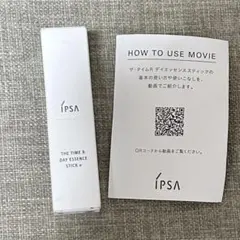 IPSA
THE TIME R
DAY ESSENCE
STICK e
HOW TO USE MOVIE
ザ・タイムR デイエッセンススティックの
基本の使い方や使いこなしを、
動画でご紹介します。
QRコードから動画をご覧ください。
IPSA